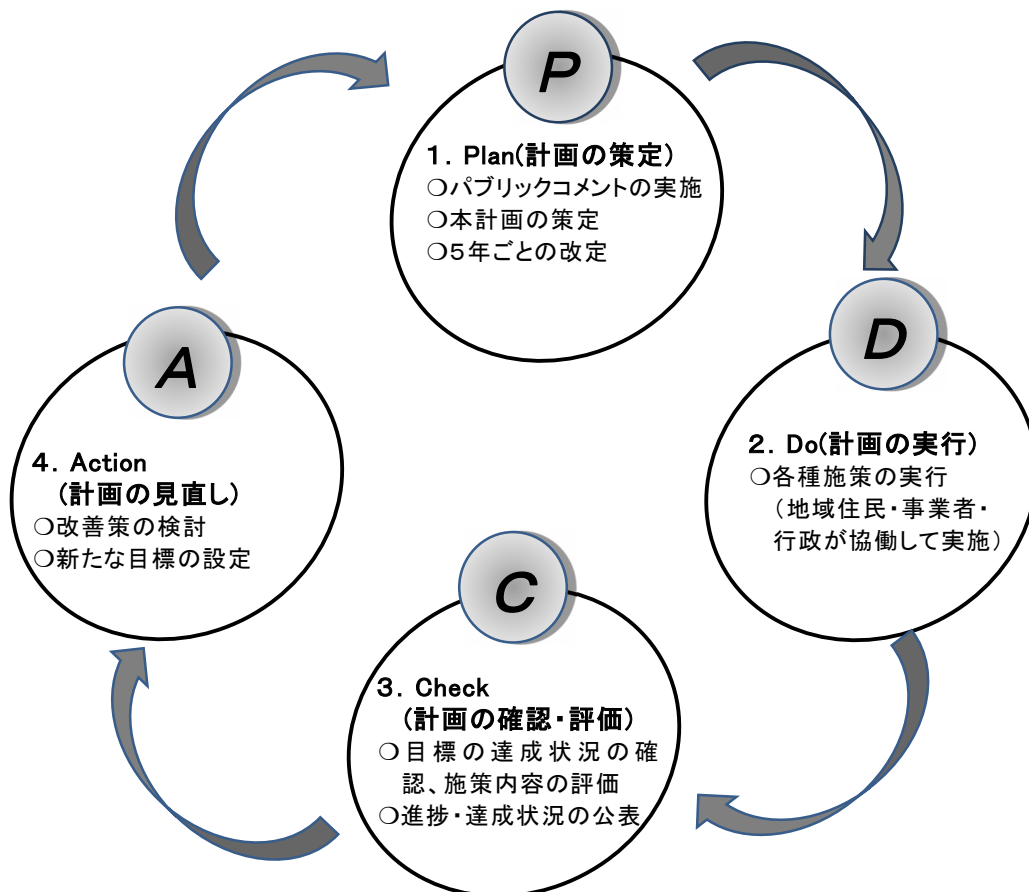 P
1. Plan(計画の策定)
○パブリックコメントの実施
○本計画の策定
○5年ごとの改定
D
2. Do(計画の実行)
○各種施策の実行
(地域住民・事業者・
行政が協働して実施)
C
3. Check
(計画の確認・評価)
○目標の達成状況の確
認、施策内容の評価
○進捗・達成状況の公表
A
4. Action
(計画の見直し)
○改善策の検討
○新たな目標の設定